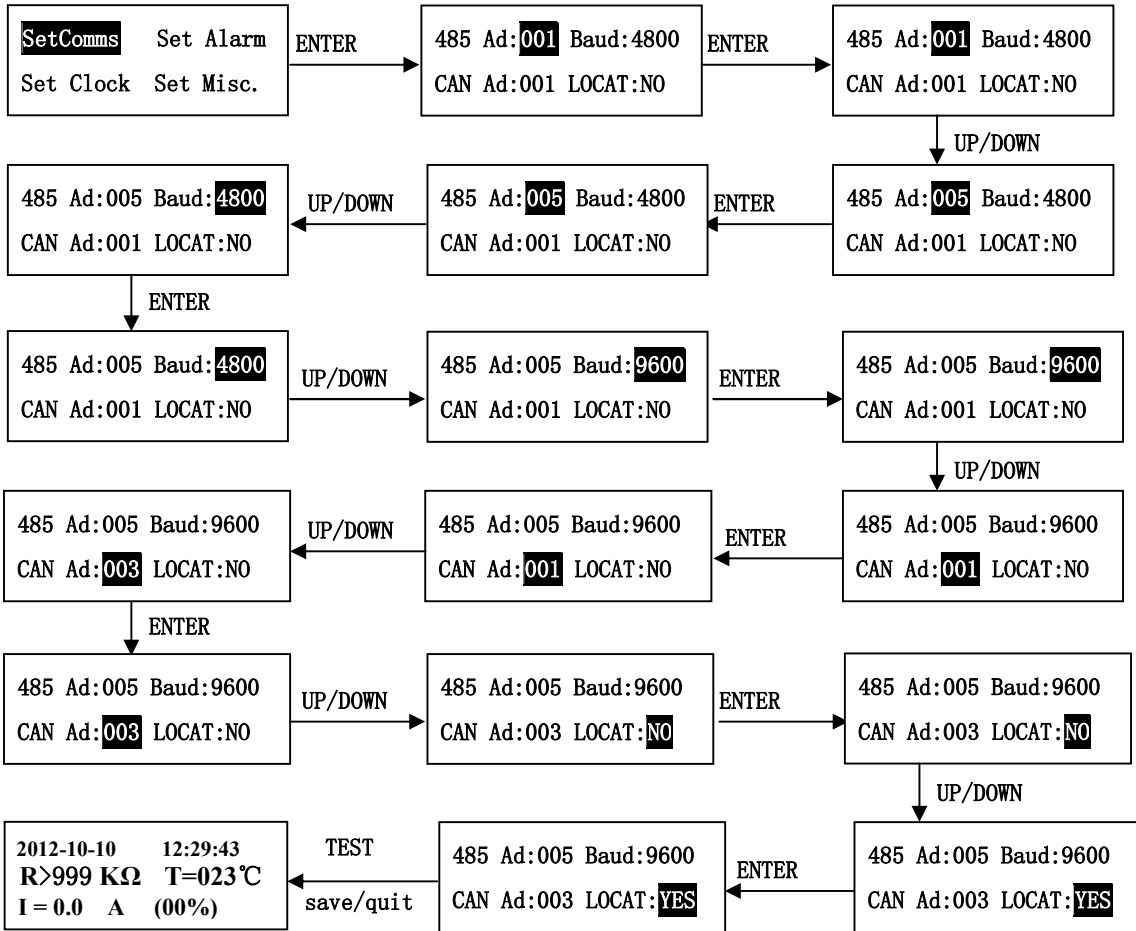 SetComms Set Alarm
Set Clock Set Misc.
ENTER
485 Ad:001 Baud:4800
CAN Ad:001 LOCAT:NO
ENTER
485 Ad:001 Baud:4800
CAN Ad:001 LOCAT:NO
UP/DOWN
485 Ad:005 Baud:4800
CAN Ad:001 LOCAT:NO
UP/DOWN
485 Ad:005 Baud:4800
CAN Ad:001 LOCAT:NO
ENTER
485 Ad:005 Baud:4800
CAN Ad:001 LOCAT:NO
ENTER
485 Ad:005 Baud:4800
CAN Ad:001 LOCAT:NO
UP/DOWN
485 Ad:005 Baud:9600
CAN Ad:001 LOCAT:NO
ENTER
485 Ad:005 Baud:9600
CAN Ad:001 LOCAT:NO
UP/DOWN
485 Ad:005 Baud:9600
CAN Ad:003 LOCAT:NO
UP/DOWN
485 Ad:005 Baud:9600
CAN Ad:001 LOCAT:NO
ENTER
485 Ad:005 Baud:9600
CAN Ad:001 LOCAT:NO
ENTER
485 Ad:005 Baud:9600
CAN Ad:003 LOCAT:NO
UP/DOWN
485 Ad:005 Baud:9600
CAN Ad:003 LOCAT:NO
ENTER
485 Ad:005 Baud:9600
CAN Ad:003 LOCAT:NO
UP/DOWN
2012-10-10 12:29:43
R>999 KΩ T=023℃
I = 0.0 A (00%)
TEST
save/quit
485 Ad:005 Baud:9600
CAN Ad:003 LOCAT:YES
ENTER
485 Ad:005 Baud:9600
CAN Ad:003 LOCAT:YES